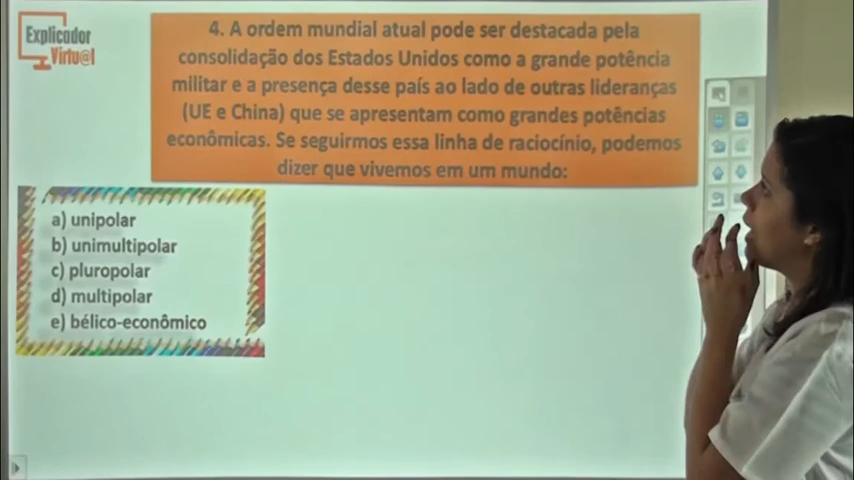 Explicador
Virtu@l
4. A ordem mundial atual pode ser destacada pela
consolidação dos Estados Unidos como a grande potência
militar e a presença desse país ao lado de outras lideranças
(UE e China) que se apresentam como grandes potências
econômicas. Se seguirmos essa linha de raciocínio, podemos
dizer que vivemos em um mundo:
a) unipolar
b) unimultipolar
c) pluropolar
d) multipolar
e) bélico-econômico